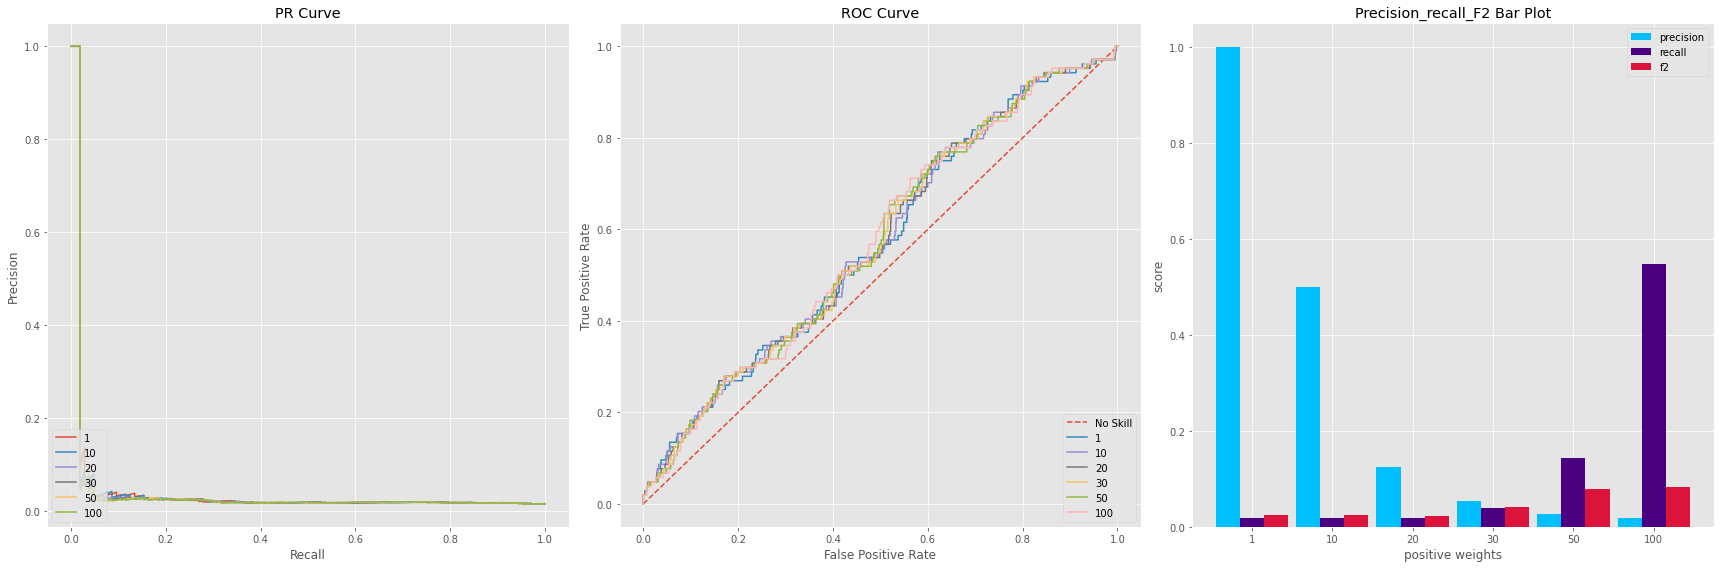 PR Curve
1.0
0.8
0.6
0.4
0.2
0.0
Precision
1
10
20
30
50
100
0.0 0.2 0.4 0.6 0.8 1.0
Recall
ROC Curve
1.0
0.8
0.6
0.4
0.2
0.0
True Positive Rate
No Skill
1
10
20
30
50
100
0.0 0.2 0.4 0.6 0.8 1.0
False Positive Rate
Precision_recall_F2 Bar Plot
precision
recall
f2
1.0
0.8
0.6
0.4
0.2
0.0
score
1 10 20 30 50 100
positive weights